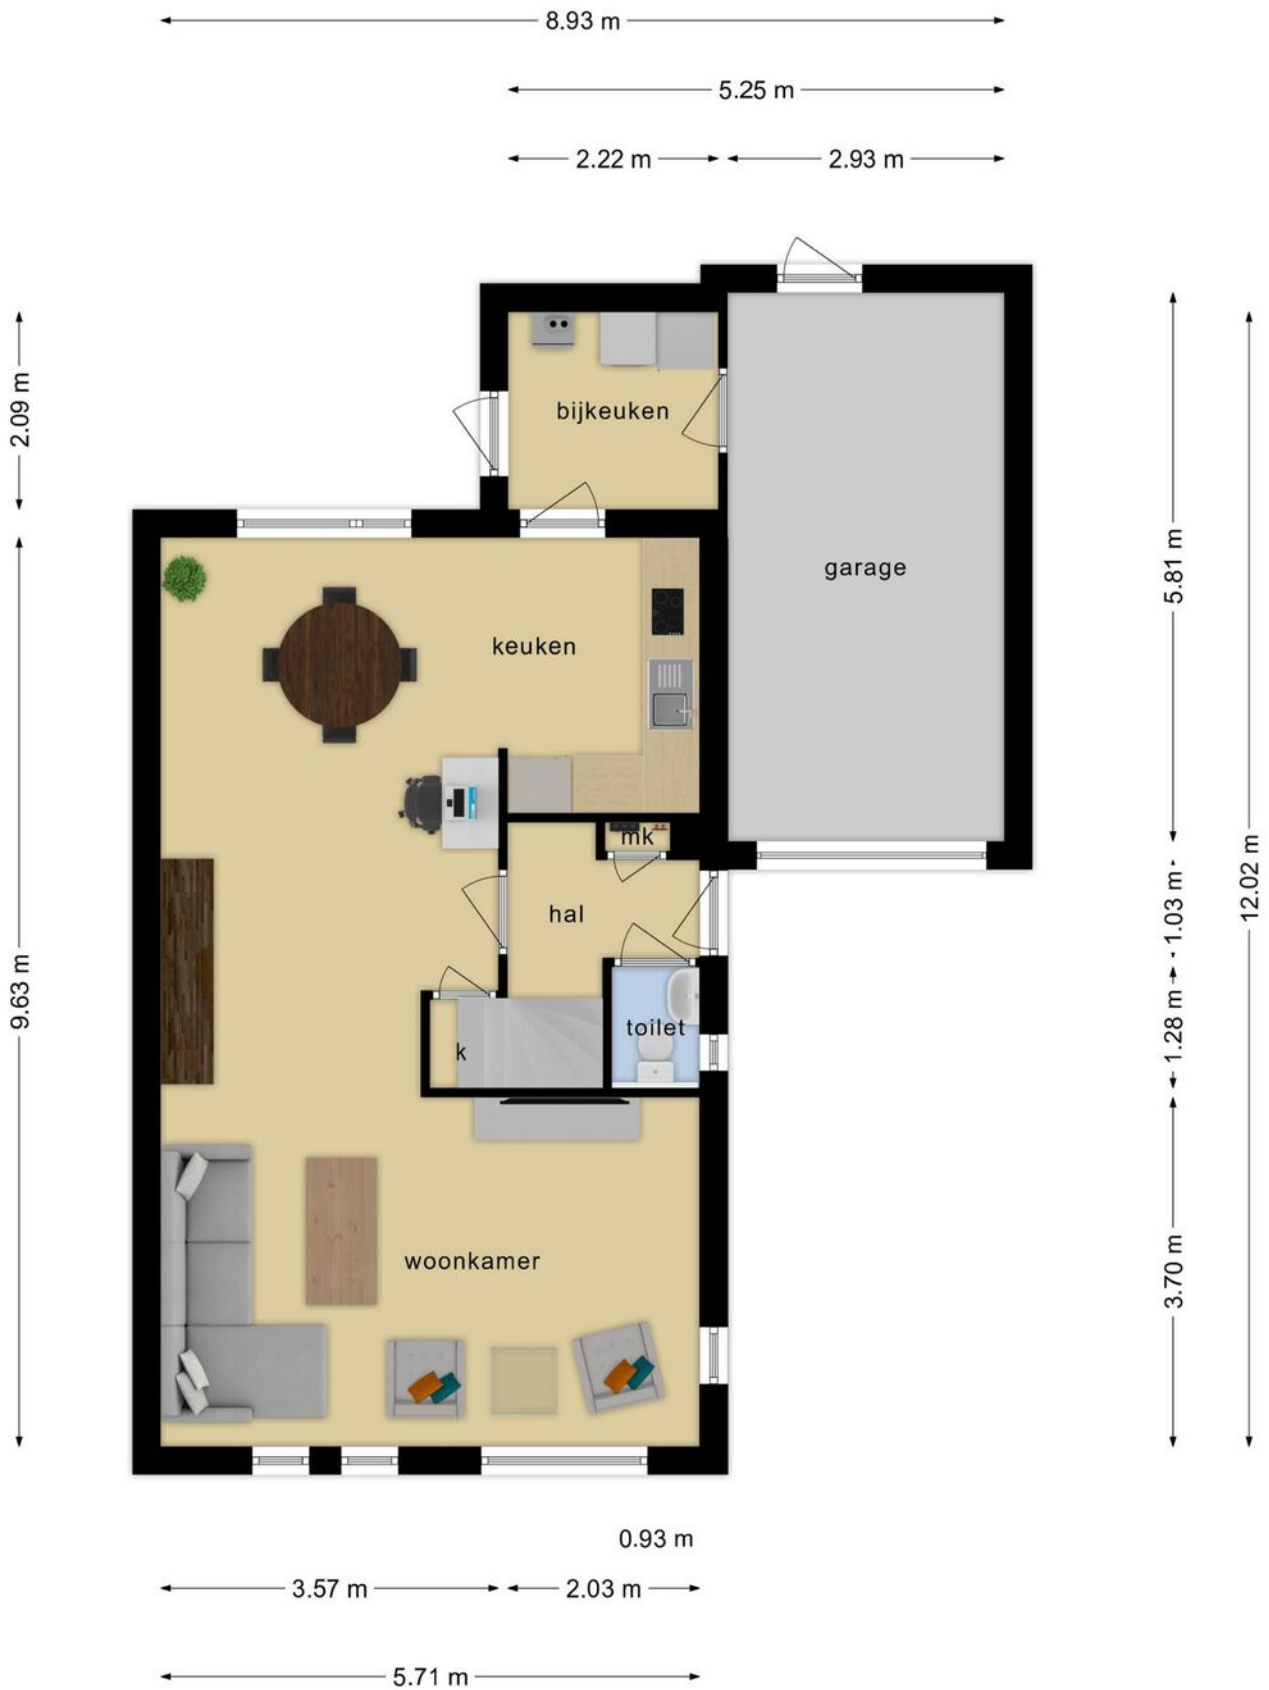 8.93 m
5.25 m
2.22 m
2.93 m
2.09 m
bijkeuken
garage
5.81 m
keuken
mk
hal
1.03 m
12.02 m
9.63 m
toilet
k
1.28 m
woonkamer
3.70 m
0.93 m
3.57 m
2.03 m
5.71 m